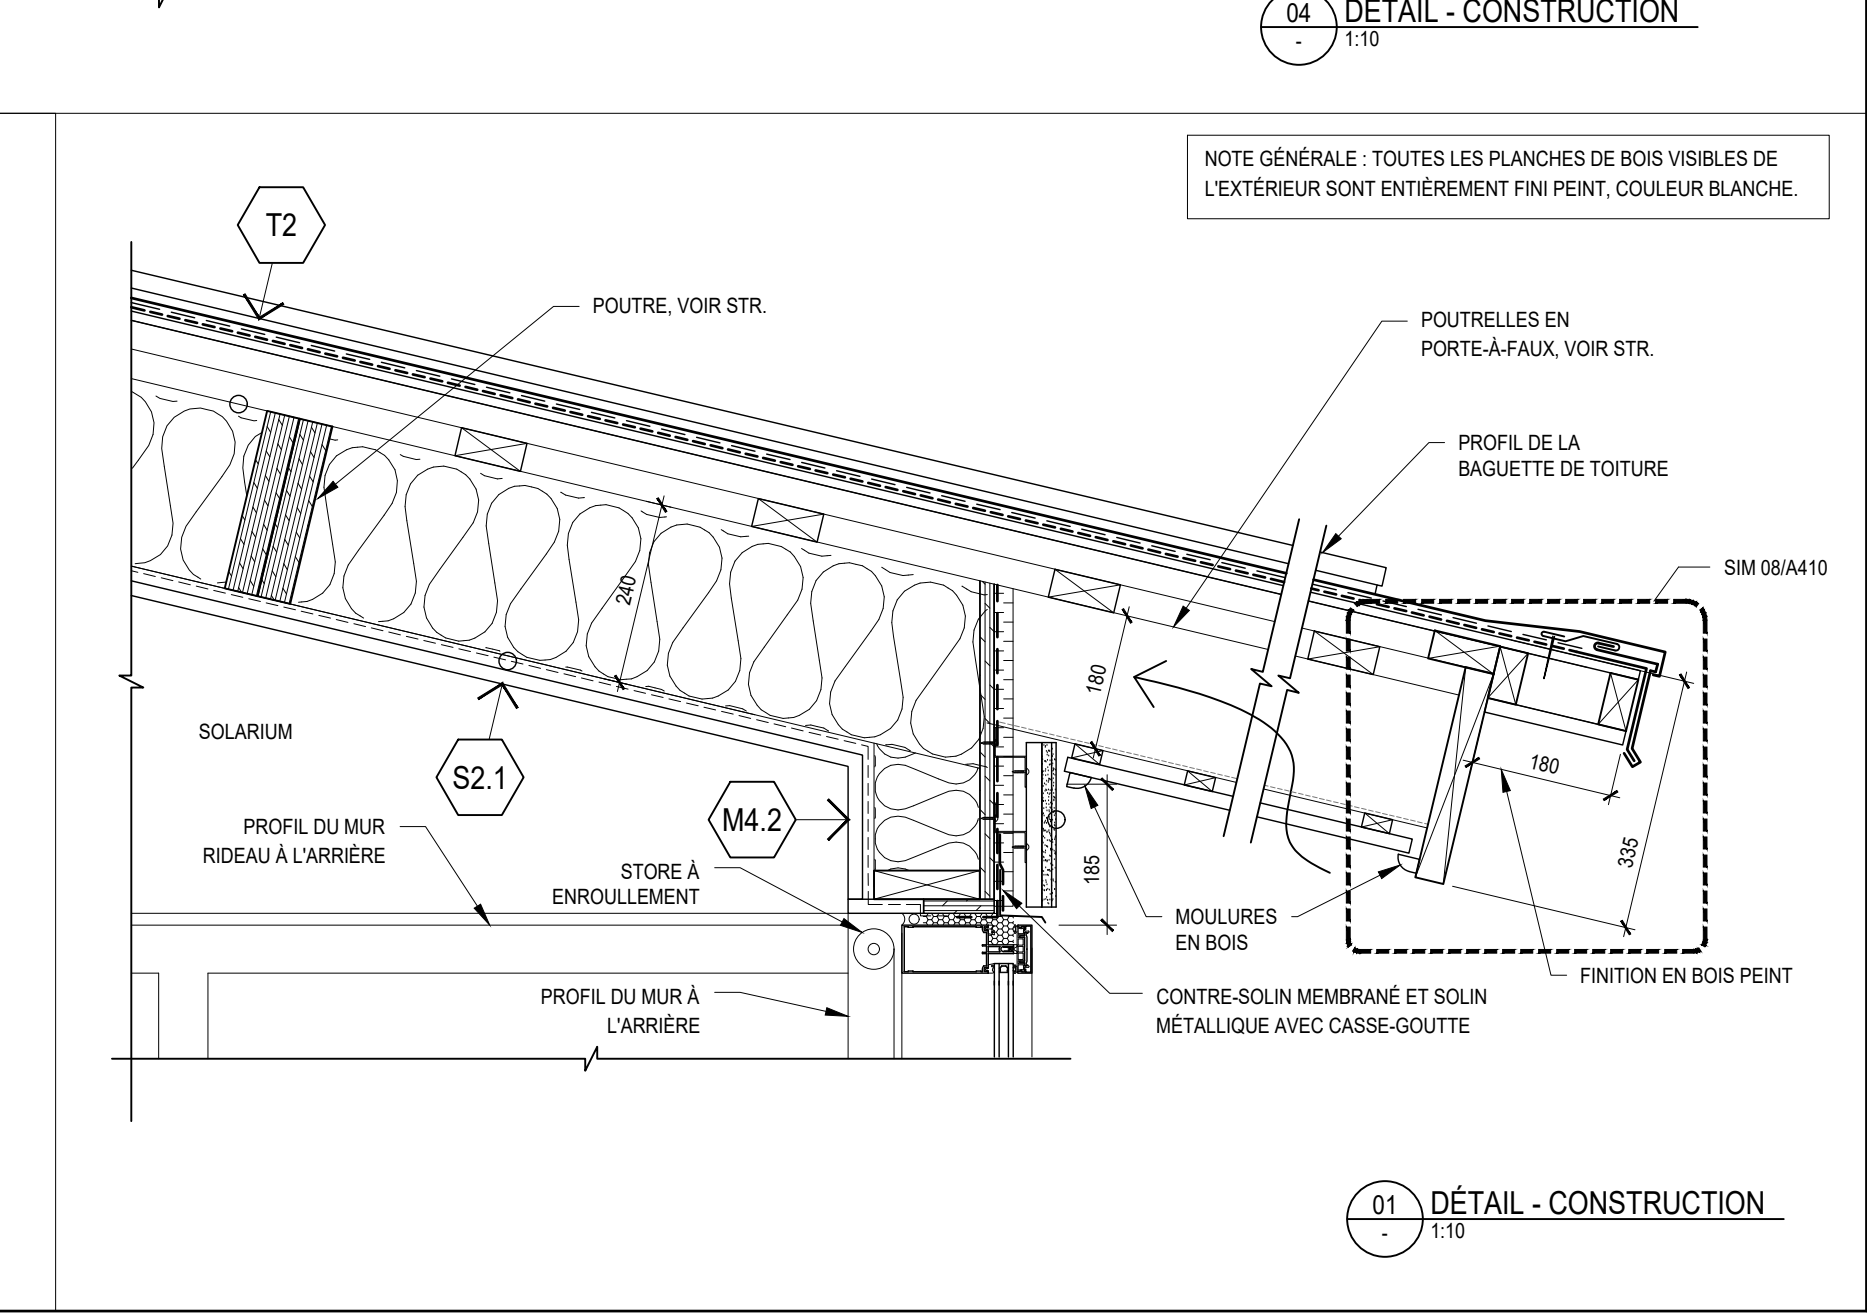 04
DÉTAIL - CONSTRUCTION
-
1:10
NOTE GÉNÉRALE : TOUTES LES PLANCHES DE BOIS VISIBLES DE
L'EXTÉRIEUR SONT ENTIÈREMENT FINI PEINT, COULEUR BLANCHE.
T2
POUTRE, VOIR STR.
POUTRELLES EN
PORTE-À-FAUX, VOIR STR.
PROFIL DE LA
BAGUETTE DE TOITURE
SIM 08/A410
240
180
SOLARIUM
S2.1
M4.2
180
335
185
PROFIL DU MUR
RIDEAU À L'ARRIÈRE
STORE À
ENROULLEMENT
MOULURES
EN BOIS
FINITION EN BOIS PEINT
PROFIL DU MUR À
L'ARRIÈRE
CONTRE-SOLIN MEMBRANÉ ET SOLIN
MÉTALLIQUE AVEC CASSE-GOUTTE
01
DÉTAIL - CONSTRUCTION
-
1:10